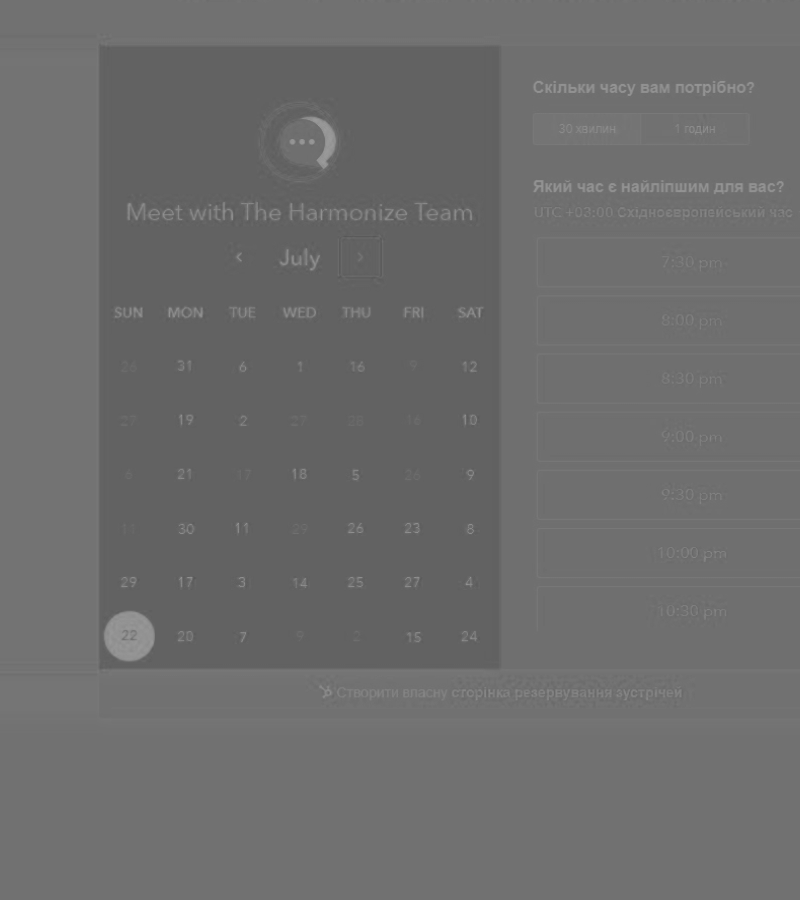 Meet with The Harmonize Team
July
SUN MON TUE WED THU FRI SAT
31 6 1 16 9 12
27 19 2 27 28 16 10
6 21 17 18 5 26 9
11 30 11 29 26 23 8
29 17 3 14 25 27 4
22 20 7 9 2 15 24
Скільки часу вам потрібно?
30 хвилин 1 годин
Який час є найліпшим для вас?
UTC +03:00 Східноєвропейський час
7:30 pm
8:00 pm
8:30 pm
9:00 pm
9:30 pm
10:00 pm
10:30 pm
Створити власну сторінка резервування зустрічей